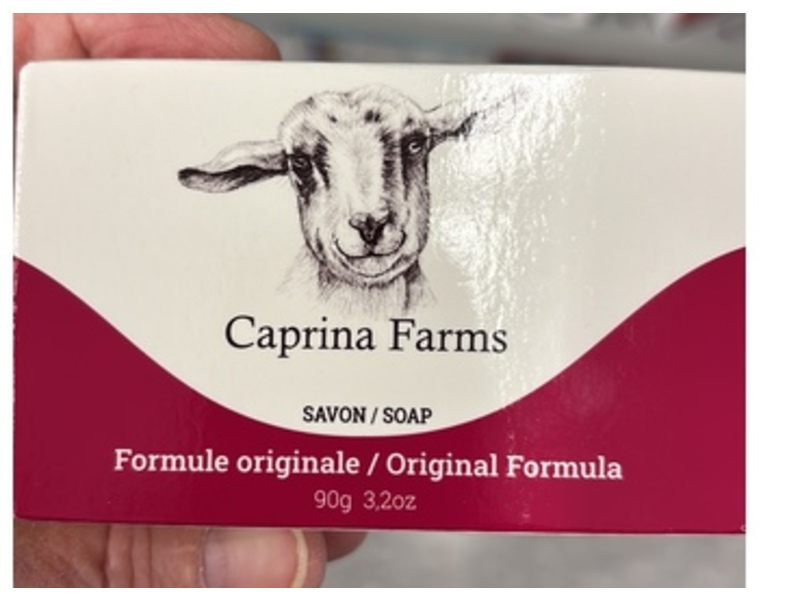 Caprina Farms
SAVON / SOAP
Formule originale / Original Formula
90g 3,2oz